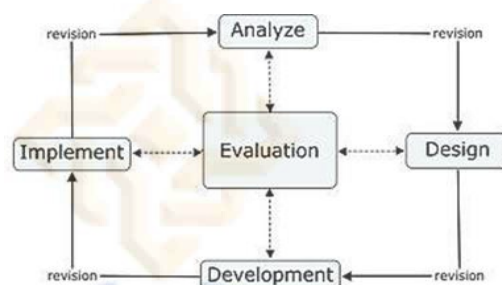 revision Analyze revision
Implement Evaluation Design
revision Development revision